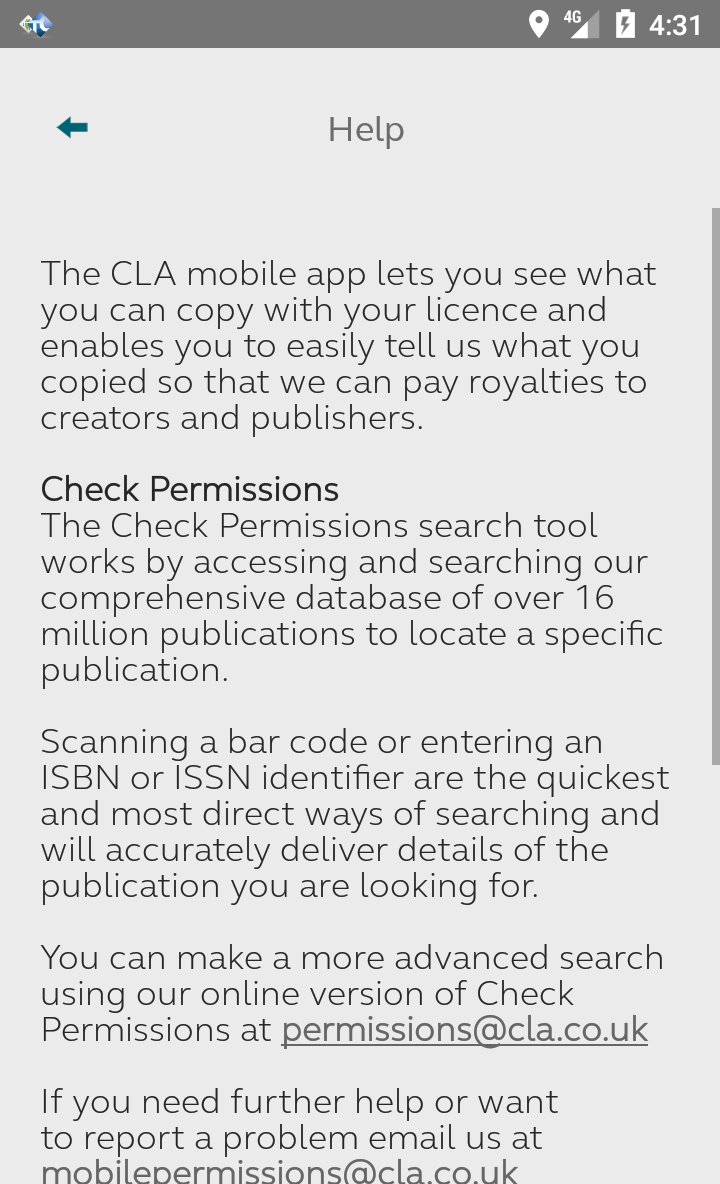 4G 4:31
Help
The CLA mobile app lets you see what
you can copy with your licence and
enables you to easily tell us what you
copied so that we can pay royalties to
creators and publishers.
Check Permissions
The Check Permissions search tool
works by accessing and searching our
comprehensive database of over 16
million publications to locate a specific
publication.
Scanning a bar code or entering an
ISBN or ISSN identifier are the quickest
and most direct ways of searching and
will accurately deliver details of the
publication you are looking for.
You can make a more advanced search
using our online version of Check
Permissions at permissions@cla.co.uk
If you need further help or want
to report a problem email us at
mobilepermissions@cla.co.uk